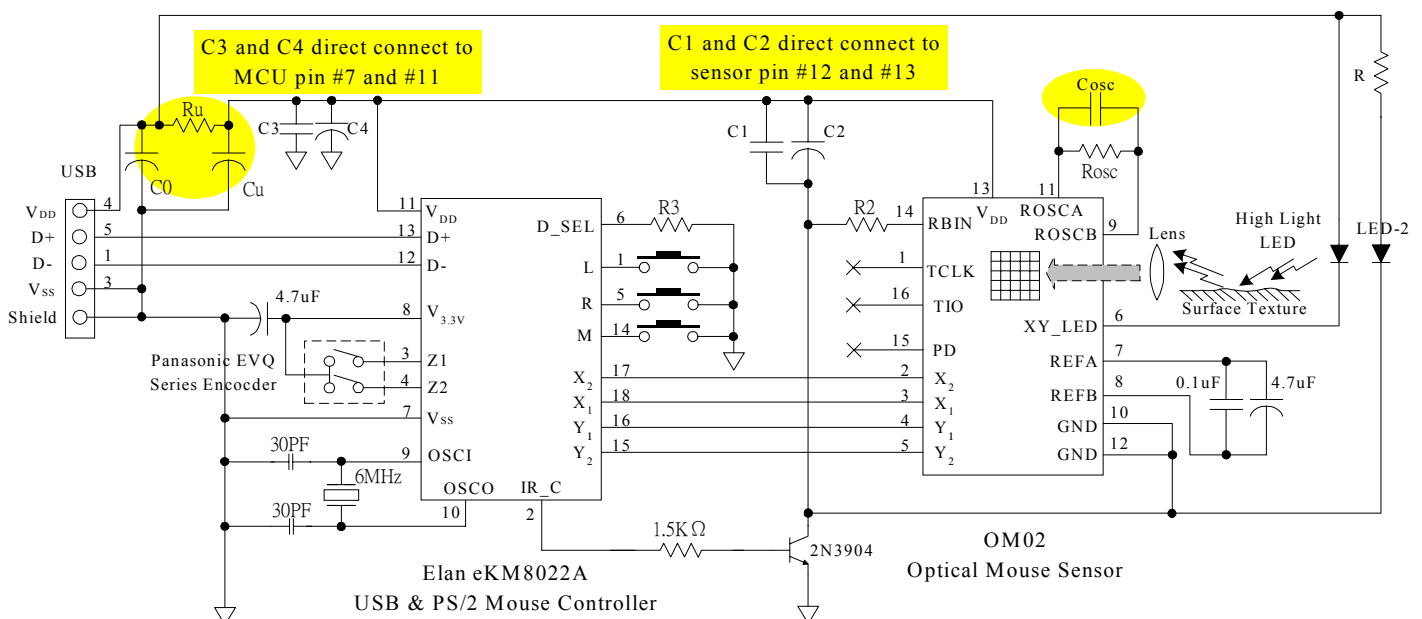 C3 and C4 direct connect to
MCU pin #7 and #11
C1 and C2 direct connect to
sensor pin #12 and #13
Cosc
R
Ru
C3
C4
C1
C2
Rosc
USB
C0
Cu
13
11
VDD
4
11
VDD
D_SEL
6
R3
R2
14
RBIN
VDD
ROSCA
ROSCB
9
Lens
High Light
LED
LED-2
D+
5
13
D+
D-
1
12
D-
L
1
1
TCLK
VSS
3
R
5
16
TIO
Surface Texture
Shield
4.7uF
8
V3.3V
M
14
XY_LED
6
Panasonic EVQ
Series Encocder
3
Z1
15
PD
REFA
7
4
Z2
X2
17
2
X2
0.1uF
4.7uF
REFB
8
7
VSS
X1
18
3
X1
GND
10
Y1
16
4
Y1
30PF
9
OSCI
Y2
15
5
Y2
GND
12
6MHz
OSCO
IR_C
30PF
10
2
1.5KΩ
2N3904
OM02
Optical Mouse Sensor
Elan eKM8022A
USB & PS/2 Mouse Controller